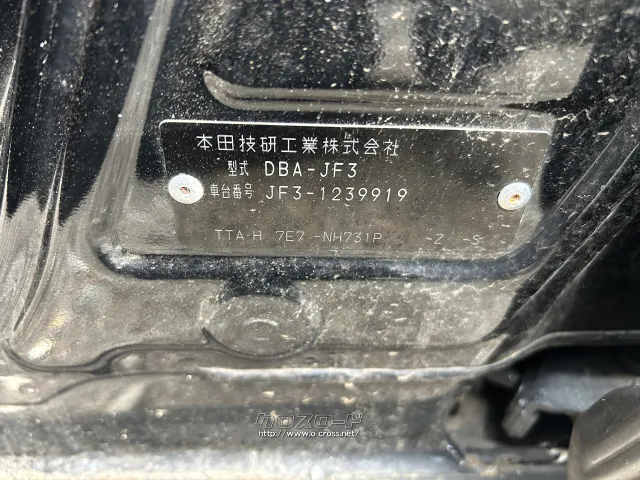 本田技研工業株式会社
型式 DBA-JF3
車台番号 JF3-1239919
TTA H 7E7 -NH731P -Z -S
クロスロード
http://www.o-cross.net/